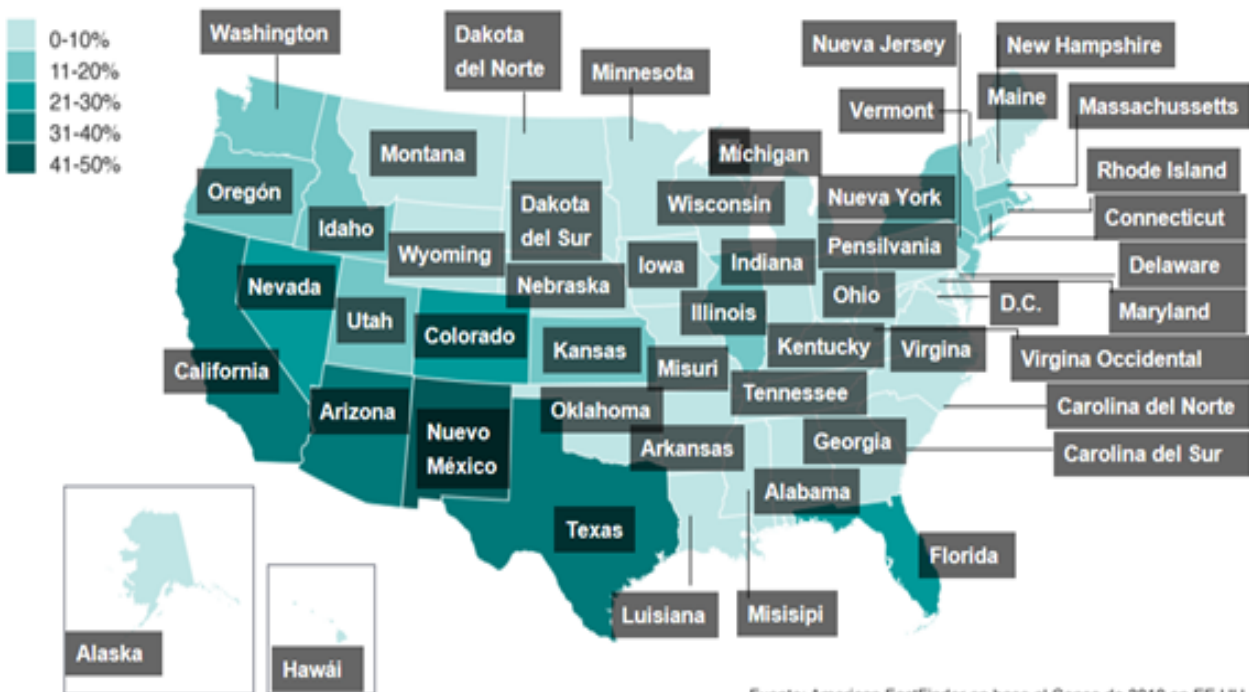 0-10%
11-20%
21-30%
31-40%
41-50%
Washington
Dakota
del Norte
Minnesota
Nueva Jersey
New Hampshire
Vermont
Maine
Massachussetts
Montana
Michigan
Oregón
Idaho
Dakota
del Sur
Wisconsin
Nueva York
Rhode Island
Connecticut
Wyoming
Iowa
Indiana
Pensilvania
Delaware
Nevada
Nebraska
Ohio
D.C.
Maryland
Utah
Colorado
Kansas
Illinois
Kentucky
Virgina
Virgina Occidental
California
Misuri
Tennessee
Arizona
Nuevo
México
Oklahoma
Arkansas
Georgia
Carolina del Norte
Carolina del Sur
Alabama
Texas
Florida
Luisiana
Misisipi
Alaska
Hawái